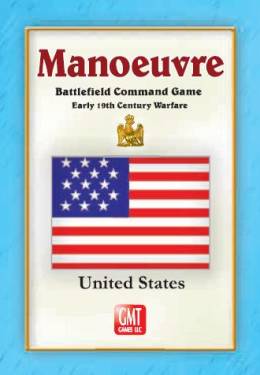 Manoeuvre
Battlefield Command Game
Early 19th Century Warfare
United States
GMT
GAMES LLC